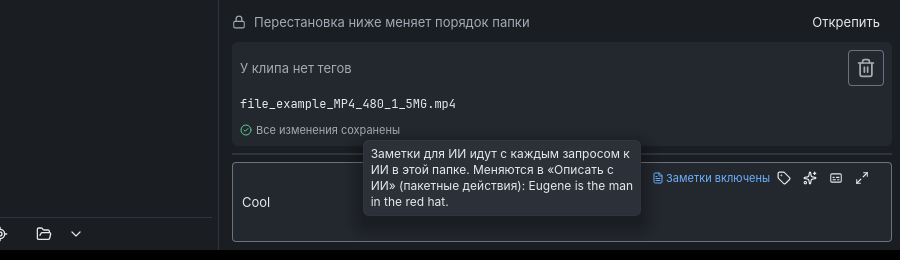 Перестановка ниже меняет порядок папки
Открепить
У клипа нет тегов
file_example_MP4_480_1_5MG.mp4
Все изменения сохранены
Заметки для ИИ идут с каждым запросом к
ИИ в этой папке. Меняются в «Описать с
ИИ» (пакетные действия): Eugene is the man
in the red hat.
Заметки включены
Cool